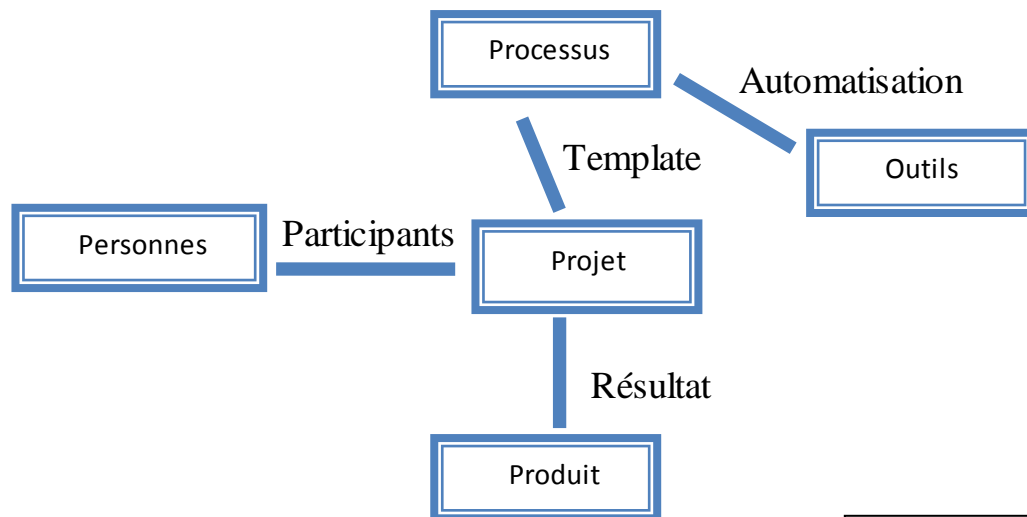 Processus
Automatisation
Template
Outils
Personnes
Participants
Projet
Résultat
Produit